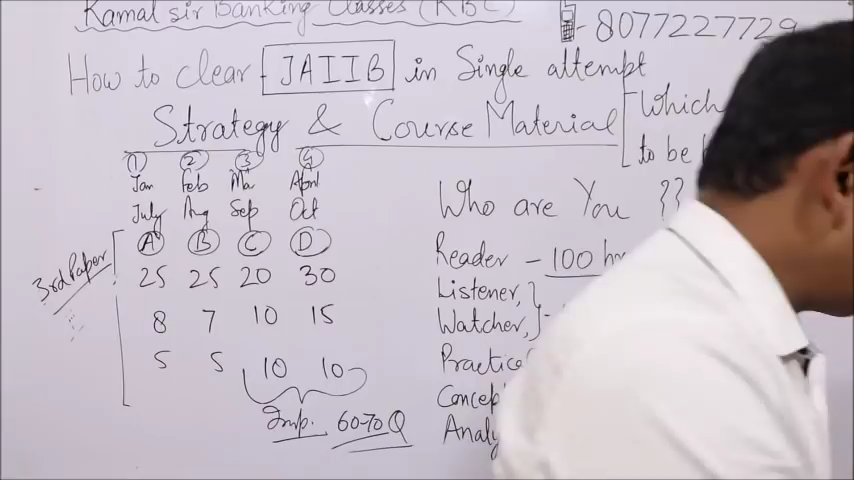 Kamal sir Banking Classes (KBC)
8077227729
How to clear - JAIIB in Single attempt
Strategy & Course Material
Which
to be
1 2 3 4
Jan Feb Mar April
July Aug Sep Oct
A B C D
3rd Paper
25 25 20 30
8 7 10 15
5 5 10 10
Imp. 60-70 Q
Who are You ??
Reader - 100 hr
Listener,
Watcher,
Practice
Concep
Analy